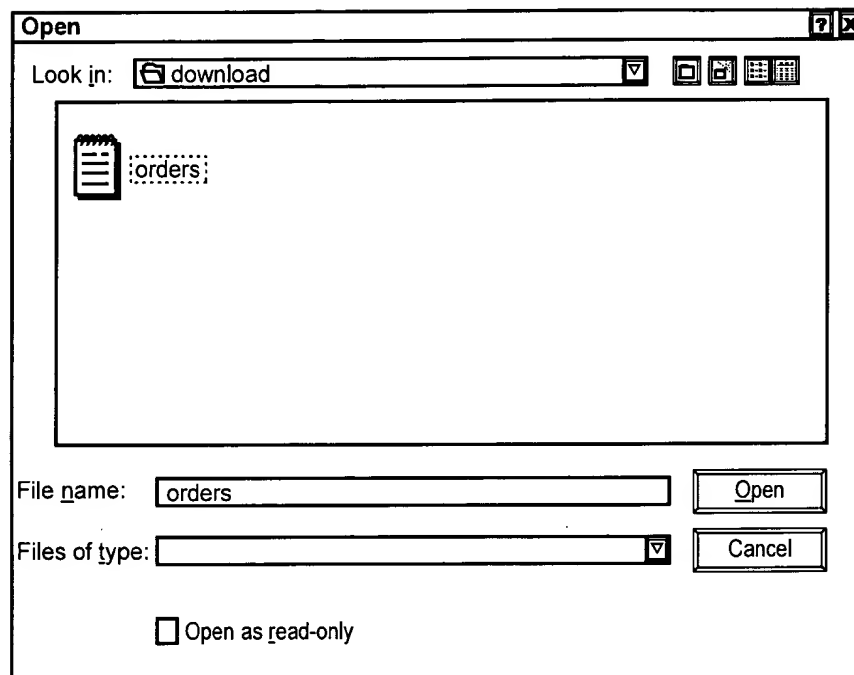 Open ? X
Look in: download
orders
File name: orders Open
Files of type: Cancel
Open as read-only